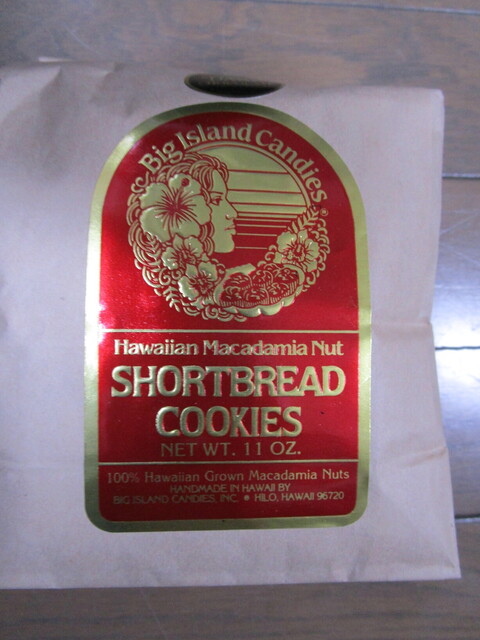 Big Island Candies®
Hawaiian Macadamia Nut
SHORTBREAD
COOKIES
NET WT. 11 OZ.
100% Hawaiian Grown Macadamia Nuts
HANDMADE IN HAWAII BY
BIG ISLAND CANDIES, INC. • HILO, HAWAII 96720